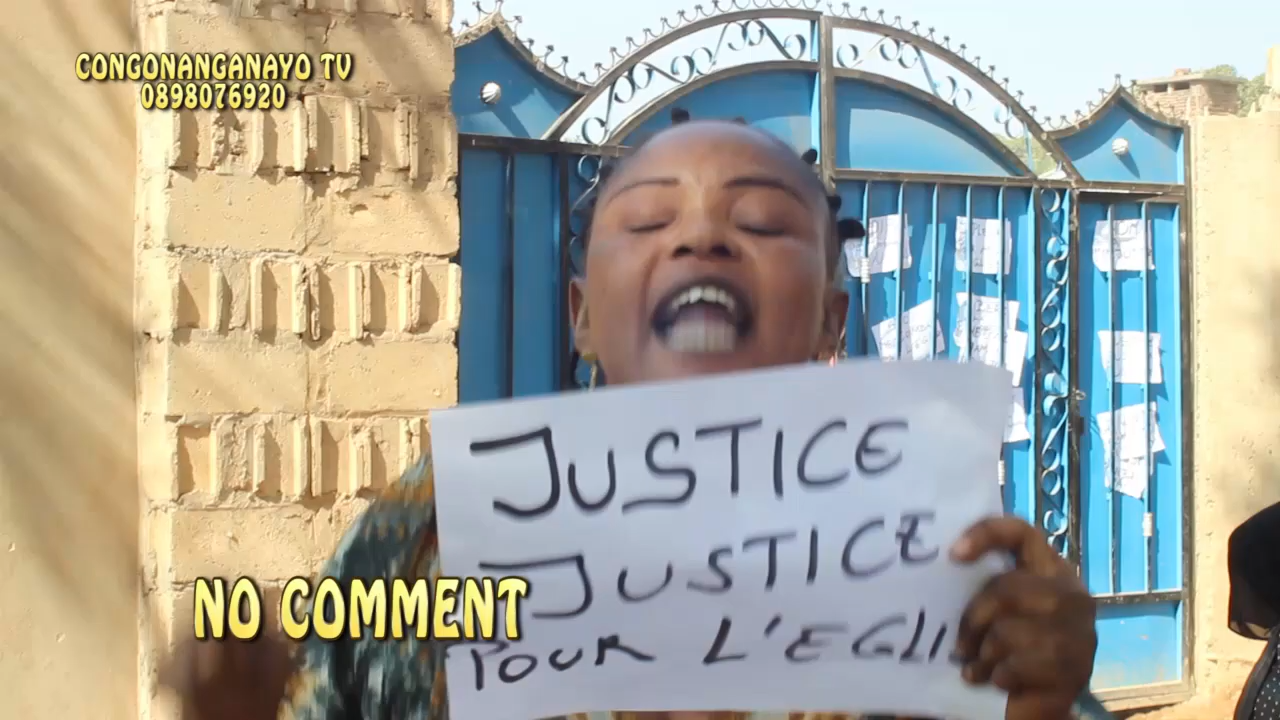 CONGONANGANAYO TV
0898076920
JUSTICE
JUSTICE
POUR L'EGLI
NO COMMENT